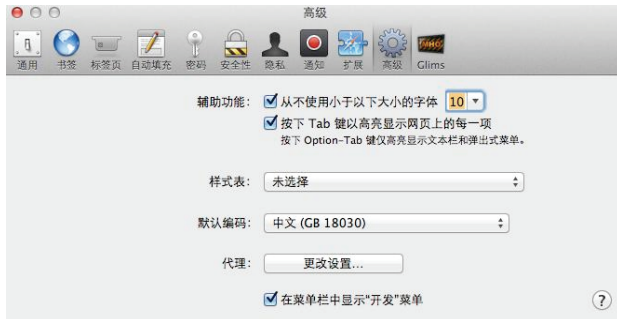 高级
通用 书签 标签页 自动填充 密码 安全性 隐私 通知 扩展 高级 Glims
辅助功能: 从不使用小于以下大小的字体 10
按下 Tab 键以高亮显示网页上的每一项
按下 Option-Tab 键仅高亮显示文本栏和弹出式菜单。
样式表: 未选择
默认编码: 中文 (GB 18030)
代理: 更改设置...
在菜单栏中显示“开发”菜单 ?